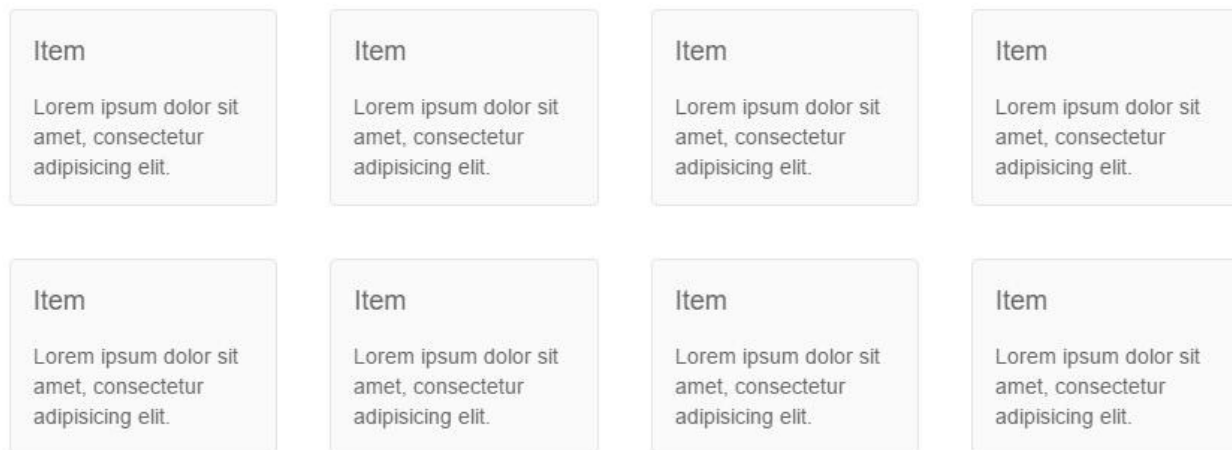 Item
Lorem ipsum dolor sit
amet, consectetur
adipisicing elit.
Item
Lorem ipsum dolor sit
amet, consectetur
adipisicing elit.
Item
Lorem ipsum dolor sit
amet, consectetur
adipisicing elit.
Item
Lorem ipsum dolor sit
amet, consectetur
adipisicing elit.
Item
Lorem ipsum dolor sit
amet, consectetur
adipisicing elit.
Item
Lorem ipsum dolor sit
amet, consectetur
adipisicing elit.
Item
Lorem ipsum dolor sit
amet, consectetur
adipisicing elit.
Item
Lorem ipsum dolor sit
amet, consectetur
adipisicing elit.